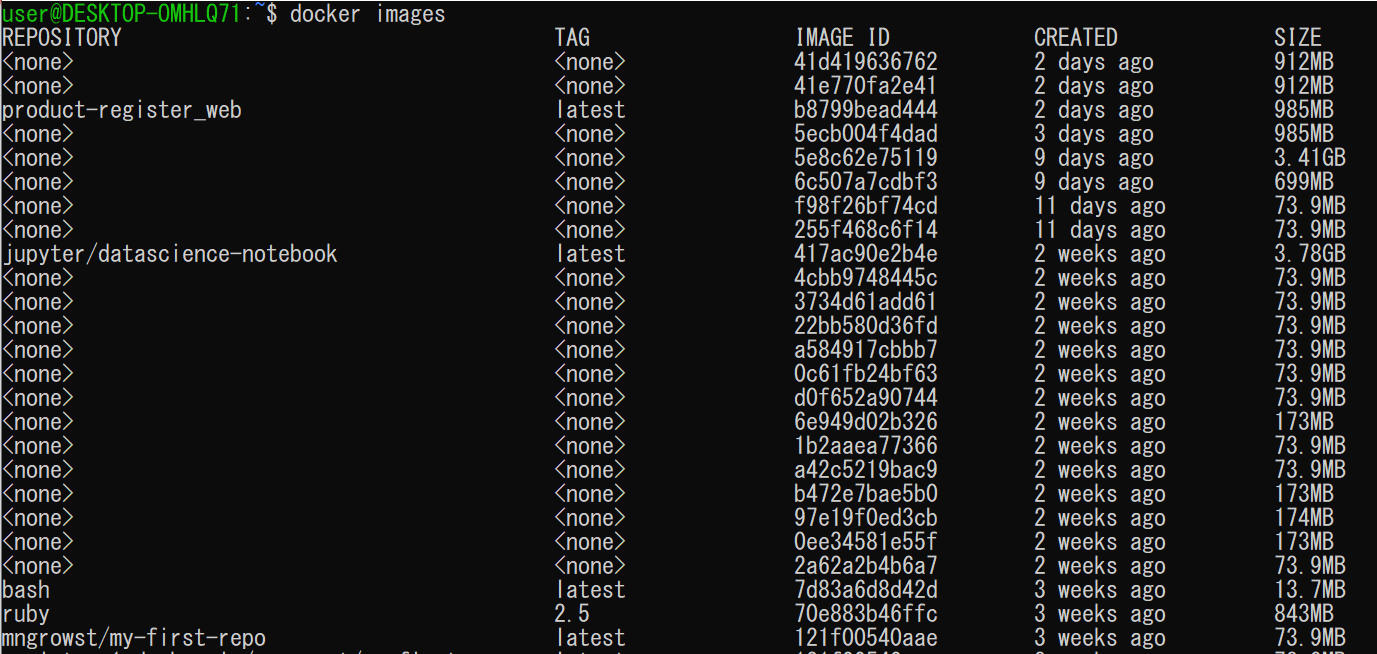 user@DESKTOP-OMHLQ71:~$ docker images
REPOSITORY TAG IMAGE ID CREATED SIZE
<none> <none> 41d419636762 2 days ago 912MB
<none> <none> 41e770fa2e41 2 days ago 912MB
product-register_web latest b8799bead444 2 days ago 985MB
<none> <none> 5ecb004f4dad 3 days ago 985MB
<none> <none> 5e8c62e75119 9 days ago 3.41GB
<none> <none> 6c507a7cdbf3 9 days ago 699MB
<none> <none> f98f26bf74cd 11 days ago 73.9MB
<none> <none> 255f468c6f14 11 days ago 73.9MB
jupyter/datascience-notebook latest 417ac90e2b4e 2 weeks ago 3.78GB
<none> <none> 4cbb9748445c 2 weeks ago 73.9MB
<none> <none> 3734d61add61 2 weeks ago 73.9MB
<none> <none> 22bb580d36fd 2 weeks ago 73.9MB
<none> <none> a584917cbbb7 2 weeks ago 73.9MB
<none> <none> 0c61fb24bf63 2 weeks ago 73.9MB
<none> <none> d0f652a90744 2 weeks ago 73.9MB
<none> <none> 6e949d02b326 2 weeks ago 173MB
<none> <none> 1b2aaea77366 2 weeks ago 73.9MB
<none> <none> a42c5219bac9 2 weeks ago 73.9MB
<none> <none> b472e7bae5b0 2 weeks ago 173MB
<none> <none> 97e19f0ed3cb 2 weeks ago 174MB
<none> <none> 0ee34581e55f 2 weeks ago 173MB
<none> <none> 2a62a2b4b6a7 2 weeks ago 73.9MB
bash latest 7d83a6d8d42d 3 weeks ago 13.7MB
ruby 2.5 70e883b46ffc 3 weeks ago 843MB
mngrowst/my-first-repo latest 121f00540aae 3 weeks ago 73.9MB